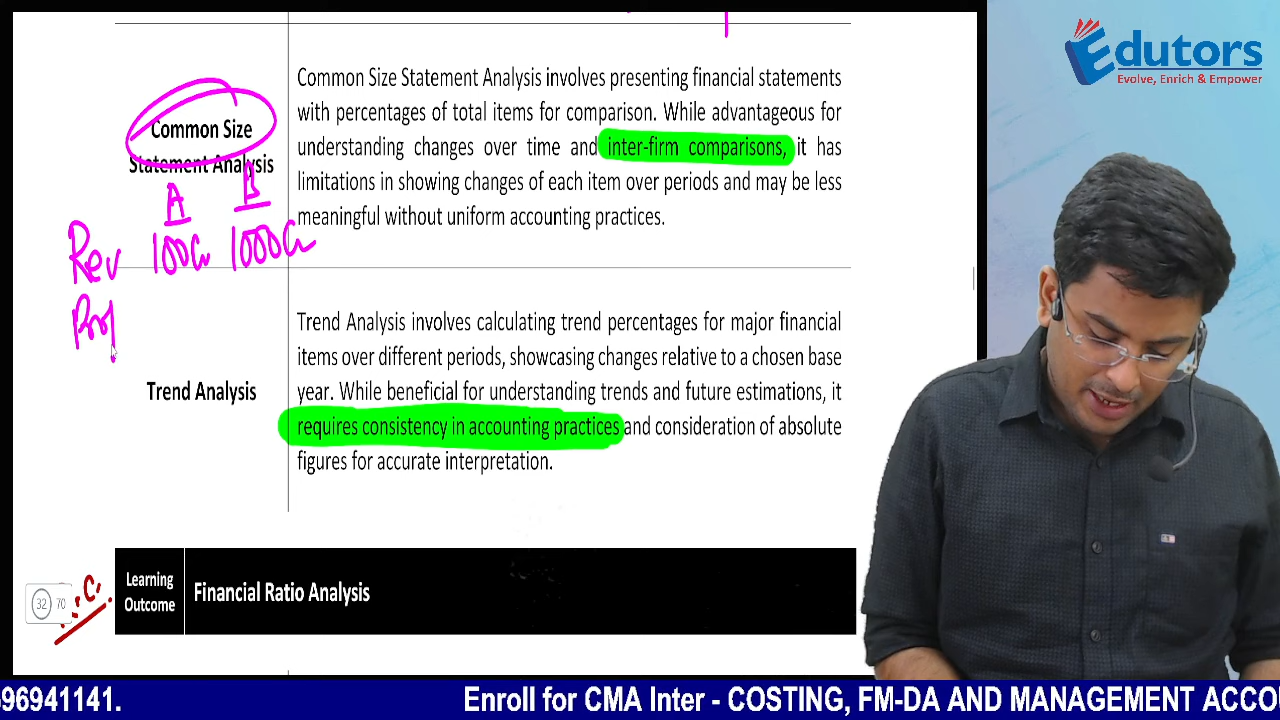 Edutors
Evolve, Enrich & Empower
Common Size
Statement Analysis
Common Size Statement Analysis involves presenting financial statements
with percentages of total items for comparison. While advantageous for
understanding changes over time and inter-firm comparisons, it has
limitations in showing changes of each item over periods and may be less
meaningful without uniform accounting practices.
A B
Rev 100Cr 1000Cr
Prof
Trend Analysis
Trend Analysis involves calculating trend percentages for major financial
items over different periods, showcasing changes relative to a chosen base
year. While beneficial for understanding trends and future estimations, it
requires consistency in accounting practices and consideration of absolute
figures for accurate interpretation.
32 70
C.
Learning
Outcome
Financial Ratio Analysis
96941141.
Enroll for CMA Inter - COSTING, FM-DA AND MANAGEMENT ACCO